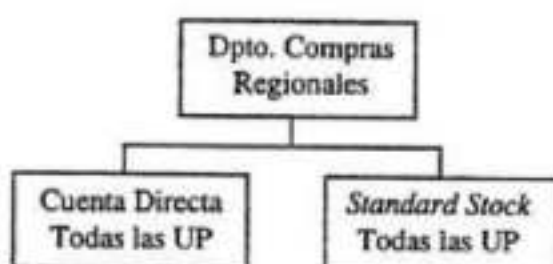 Dpto. Compras
Regionales
Cuenta Directa
Todas las UP
Standard Stock
Todas las UP